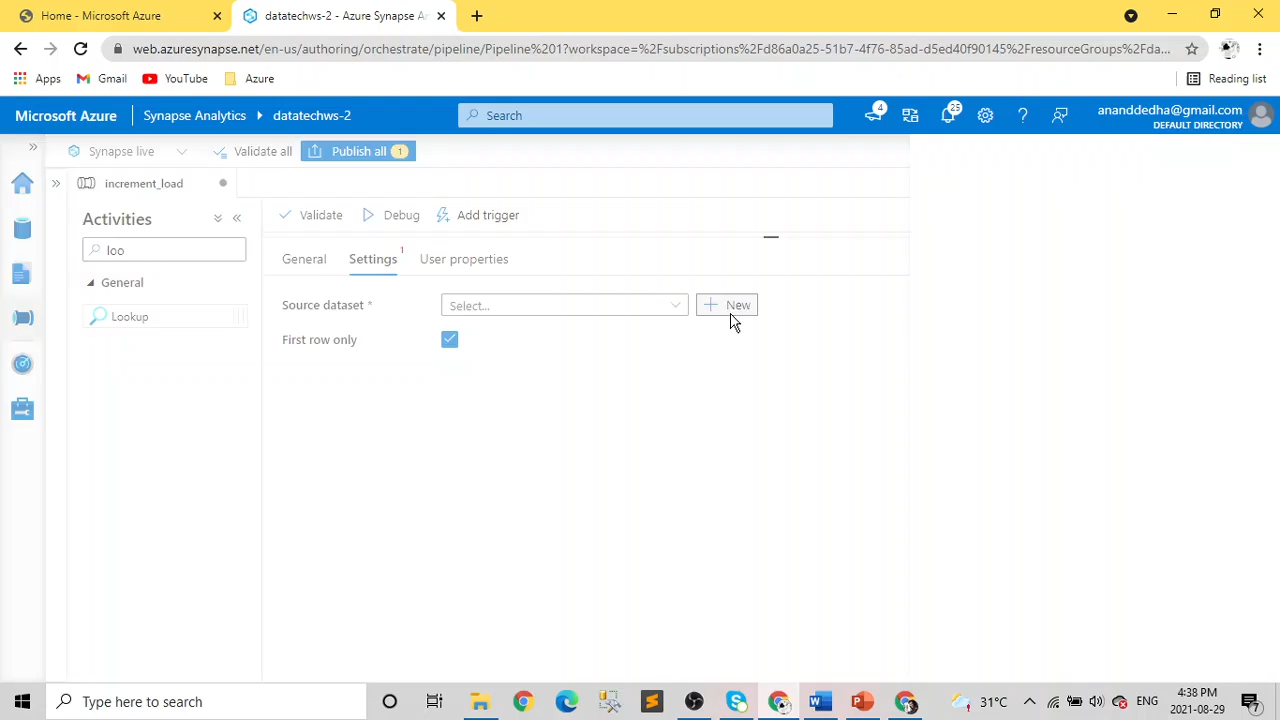 Home - Microsoft Azure
datatechws-2 - Azure Synapse An
web.azuresynapse.net/en-us/authoring/orchestrate/pipeline/Pipeline%201?workspace=%2Fsubscriptions%2Fd86a0a25-51b7-4f76-85ad-d5ed40f90145%2FresourceGroups%2Fda...
Apps Gmail YouTube Azure Reading list
Microsoft Azure Synapse Analytics datatechws-2 Search 4 25 ananddedha@gmail.com
DEFAULT DIRECTORY
Synapse live Validate all Publish all 1
increment_load
Activities
Validate Debug Add trigger
loo
General
Lookup
General Settings 1 User properties
Source dataset * Select... New
First row only
Type here to search
31°C ENG
4:38 PM
2021-08-29
7